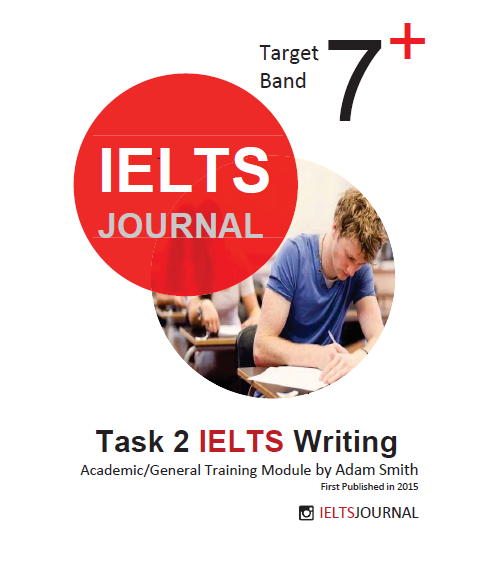 Target
Band
7+
IELTS
JOURNAL
Task 2 IELTS Writing
Academic/General Training Module by Adam Smith
First Published in 2015
IELTSJOURNAL